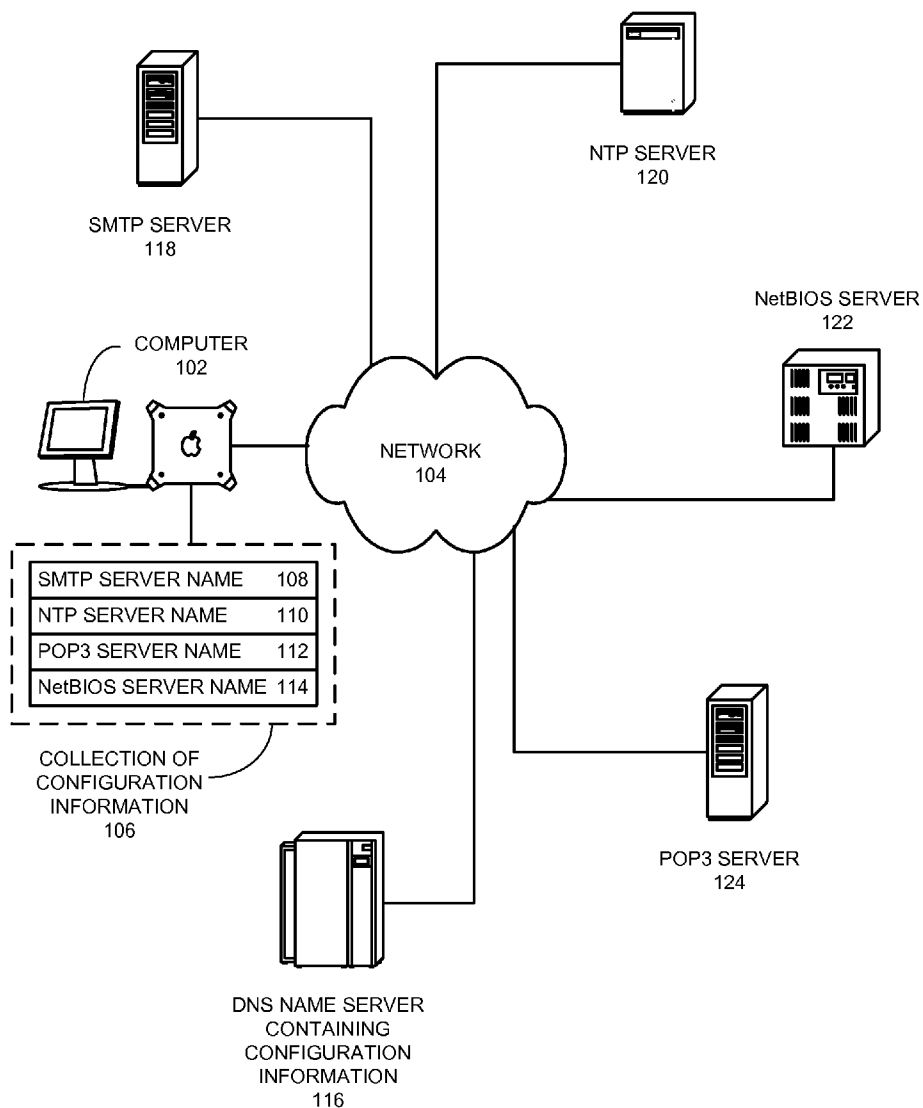 NTP SERVER
120
SMTP SERVER
118
NetBIOS SERVER
122
COMPUTER
102
NETWORK
104
SMTP SERVER NAME 108
NTP SERVER NAME 110
POP3 SERVER NAME 112
NetBIOS SERVER NAME 114
COLLECTION OF
CONFIGURATION
INFORMATION
106
POP3 SERVER
124
DNS NAME SERVER
CONTAINING
CONFIGURATION
INFORMATION
116